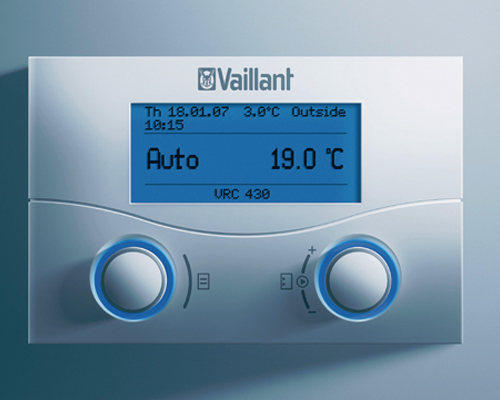 Vaillant
Th 18.01.07 3.0°C Outside
10:15
Auto 19.0 °C
VRC 430
+
−